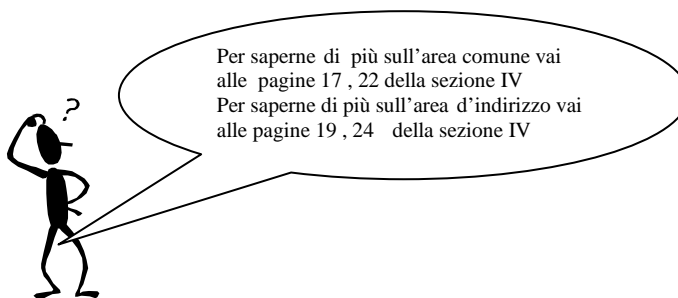 Per saperne di più sull’area comune vai
alle pagine 17 , 22 della sezione IV
Per saperne di più sull’area d’indirizzo vai
alle pagine 19 , 24 della sezione IV
?